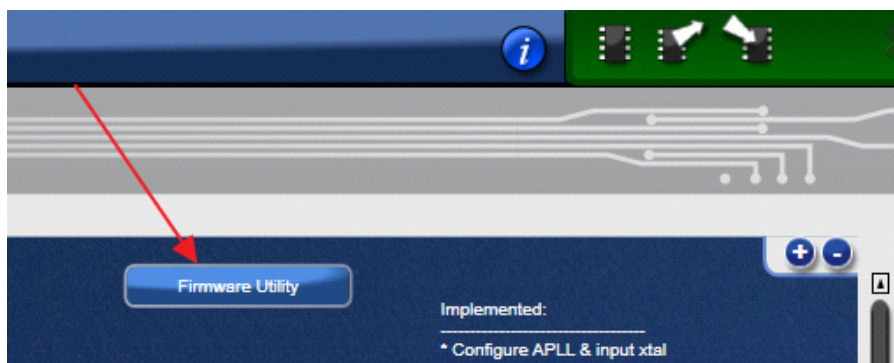 i
+ -
Firmware Utility
Implemented:
------------------------------------
* Configure APLL & input xtal